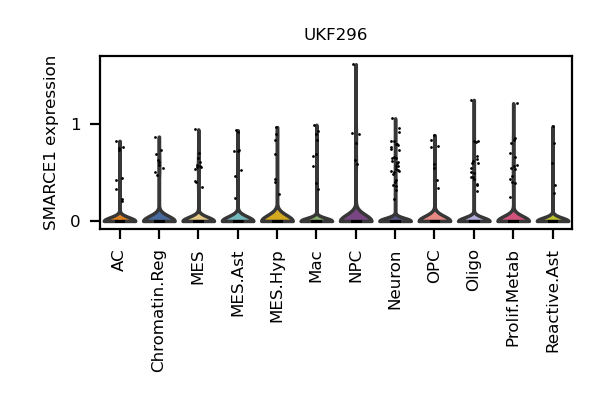 UKF296
SMARCE1 expression
1
0
AC
Chromatin.Reg
MES
MES.Ast
MES.Hyp
Mac
NPC
Neuron
OPC
Oligo
Prolif.Metab
Reactive.Ast